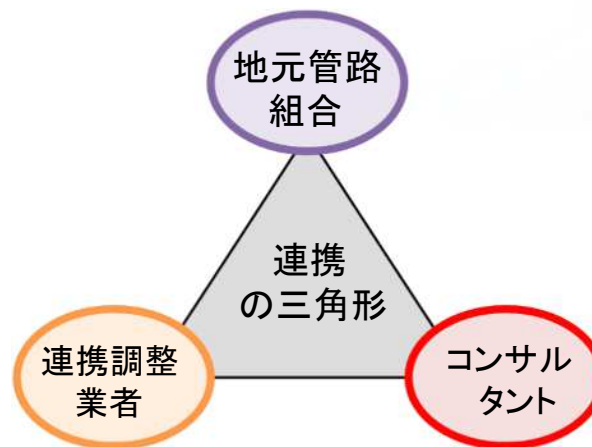 地元管路
組合
連携
の三角形
連携調整
業者
コンサル
タント